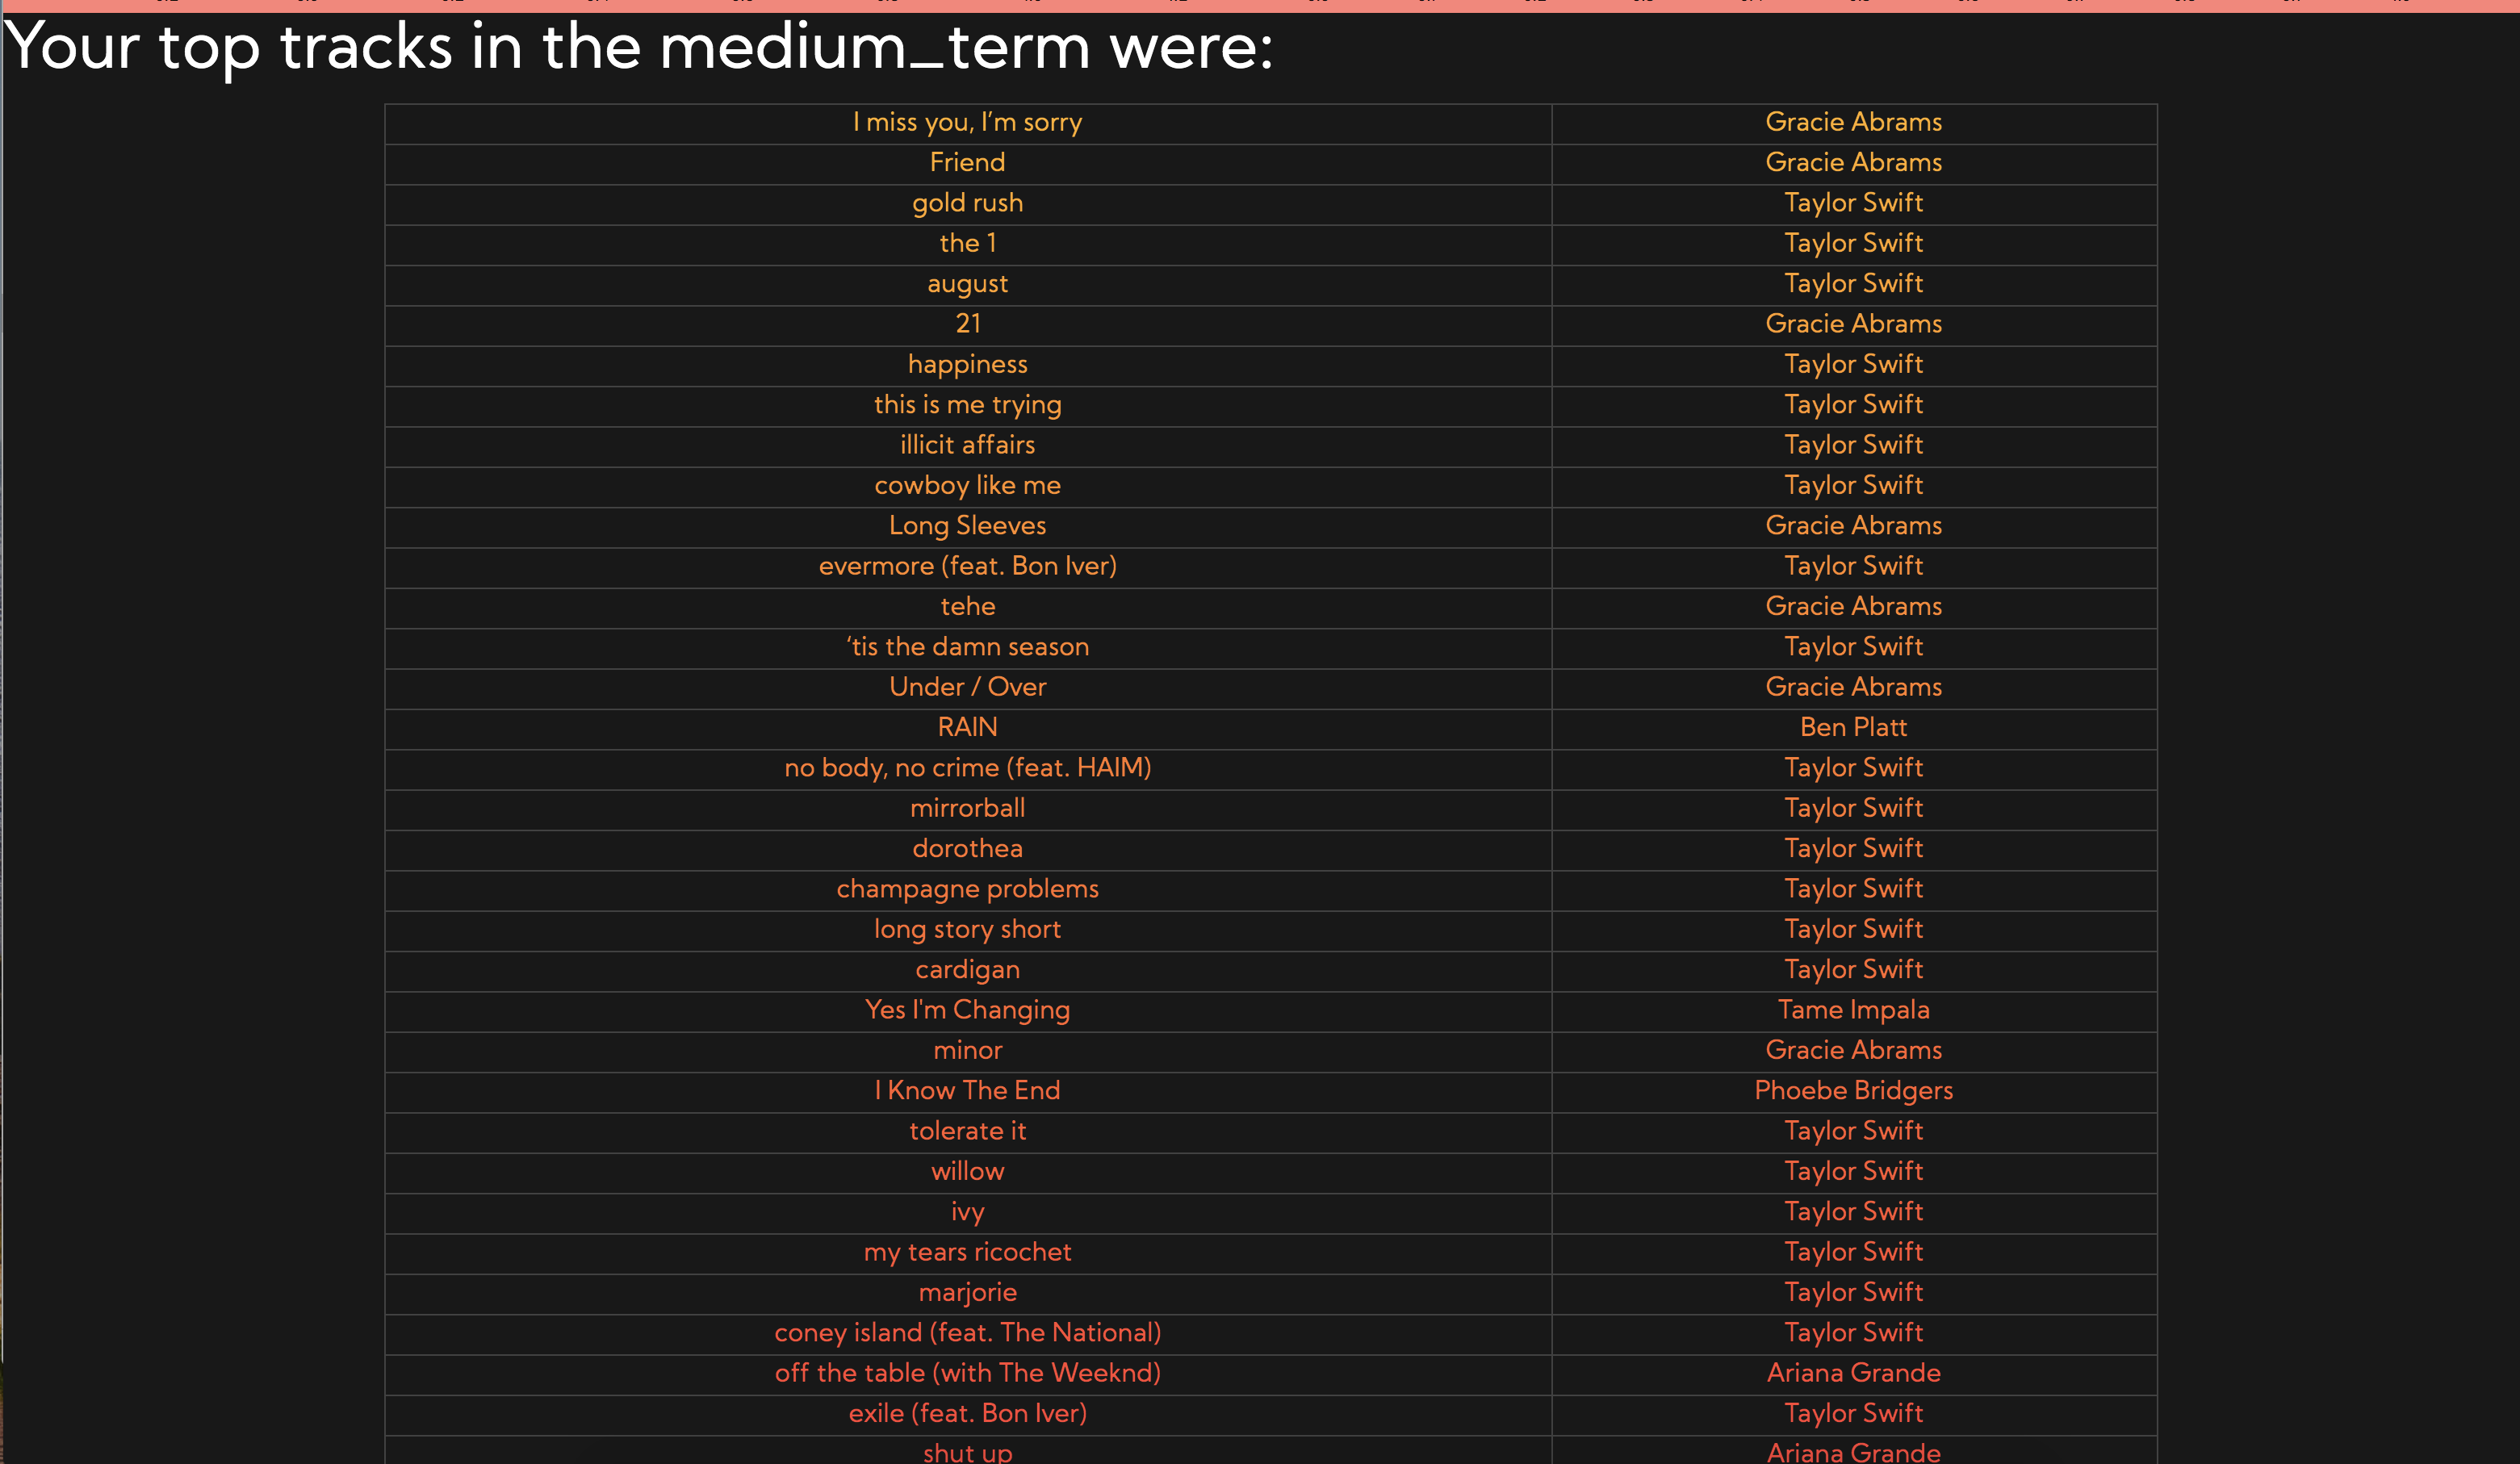 Your top tracks in the medium_term were:
I miss you, I’m sorry Gracie Abrams
Friend Gracie Abrams
gold rush Taylor Swift
the 1 Taylor Swift
august Taylor Swift
21 Gracie Abrams
happiness Taylor Swift
this is me trying Taylor Swift
illicit affairs Taylor Swift
cowboy like me Taylor Swift
Long Sleeves Gracie Abrams
evermore (feat. Bon Iver) Taylor Swift
tehe Gracie Abrams
‘tis the damn season Taylor Swift
Under / Over Gracie Abrams
RAIN Ben Platt
no body, no crime (feat. HAIM) Taylor Swift
mirrorball Taylor Swift
dorothea Taylor Swift
champagne problems Taylor Swift
long story short Taylor Swift
cardigan Taylor Swift
Yes I'm Changing Tame Impala
minor Gracie Abrams
I Know The End Phoebe Bridgers
tolerate it Taylor Swift
willow Taylor Swift
ivy Taylor Swift
my tears ricochet Taylor Swift
marjorie Taylor Swift
coney island (feat. The National) Taylor Swift
off the table (with The Weeknd) Ariana Grande
exile (feat. Bon Iver) Taylor Swift
shut up Ariana Grande